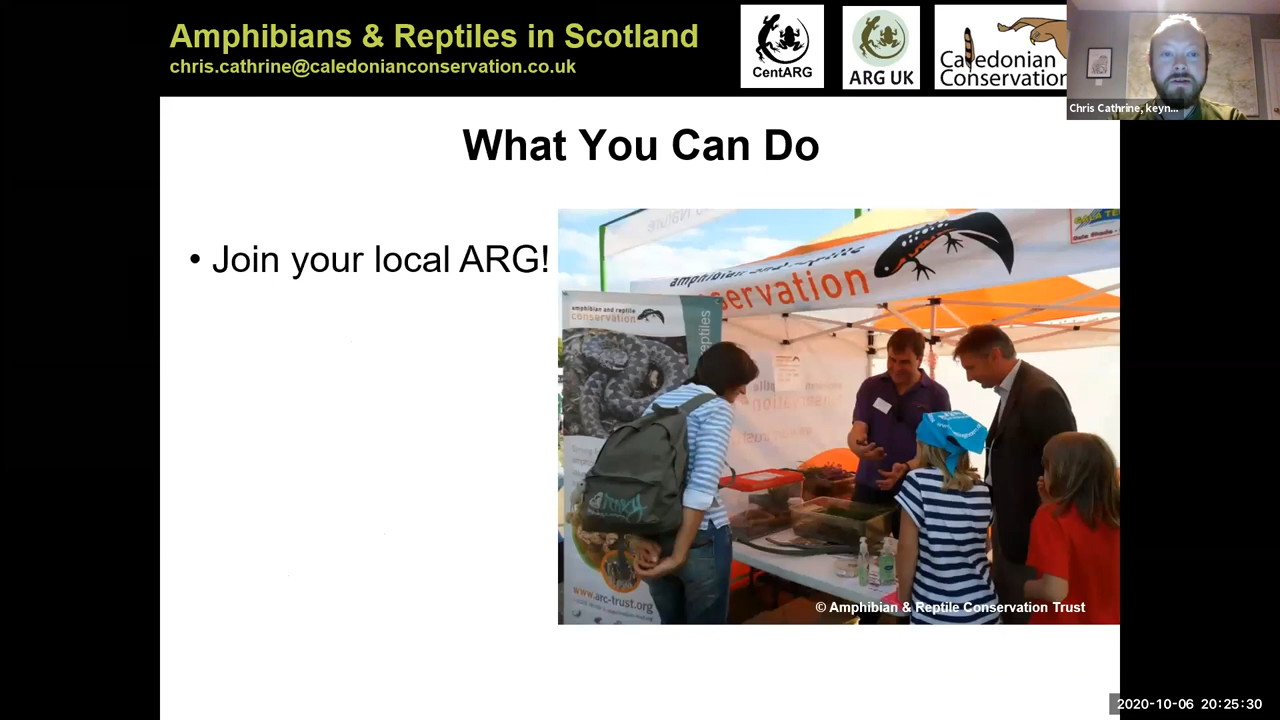 Amphibians & Reptiles in Scotland
chris.cathrine@caledonianconservation.co.uk
CentARG
ARG UK
Caledonian
Conservation
Chris Cathrine, keyn...
What You Can Do
• Join your local ARG!
amphibian and reptile
servation
amphibian and reptile
conservation
eptiles
www.arc-trust.org
© Amphibian & Reptile Conservation Trust
2020-10-06 20:25:30